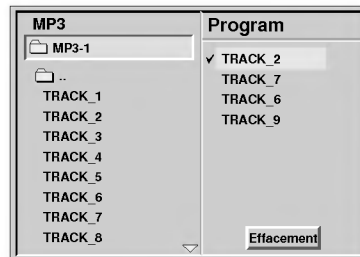 MP3
MP3-1
..
TRACK_1
TRACK_2
TRACK_3
TRACK_4
TRACK_5
TRACK_6
TRACK_7
TRACK_8
Program
TRACK_2
TRACK_7
TRACK_6
TRACK_9
Effacement